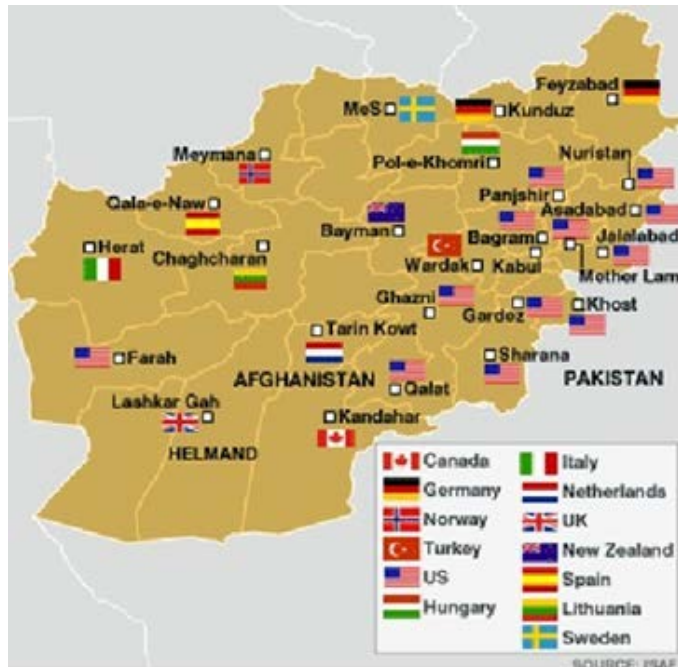 Feyzabad
MeS
Kunduz
Meymana
Pol-e-Khomri
Nuristan
Panjshir
Qala-e-Naw
Asadabad
Bayman
Bagram
Jalalabad
Herat
Chaghcharan
Wardak
Kabul
Mether Lam
Ghazni
Gardez
Khost
Tarin Kowt
Farah
Sharana
AFGHANISTAN
PAKISTAN
Qalat
Lashkar Gah
Kandahar
HELMAND
Canada
Germany
Norway
Turkey
US
Hungary
Italy
Netherlands
UK
New Zealand
Spain
Lithuania
Sweden
SOURCE: ISAF